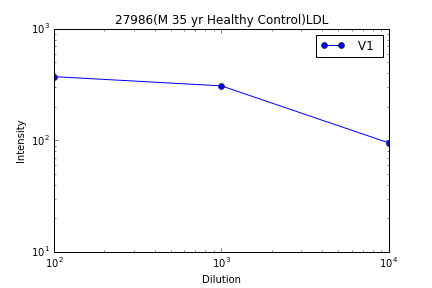 27986(M 35 yr Healthy Control)LDL
V1
10³
10²
10¹
Intensity
10² 10³ 10⁴
Dilution